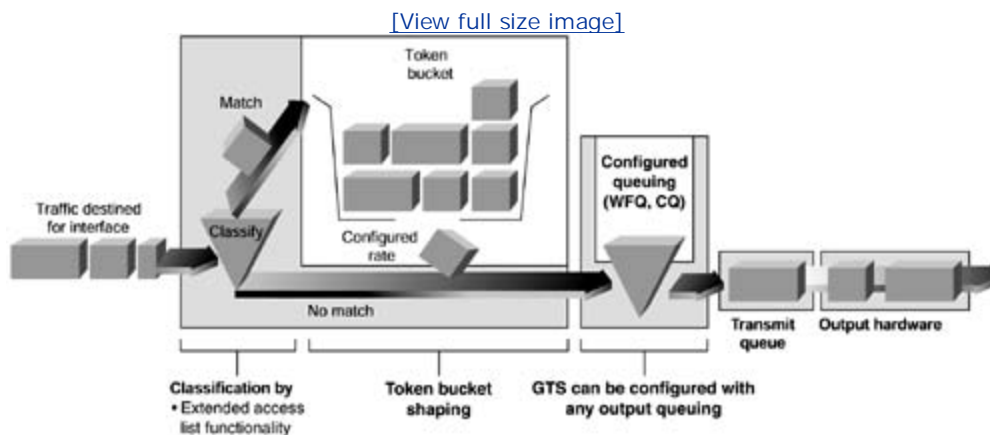 [View full size image]
Token
bucket
Match
Configured
queuing
(WFQ, CQ)
Traffic destined
for interface
Classify
Configured
rate
No match
Transmit
queue
Output hardware
Classification by
• Extended access
list functionality
Token bucket
shaping
GTS can be configured with
any output queuing